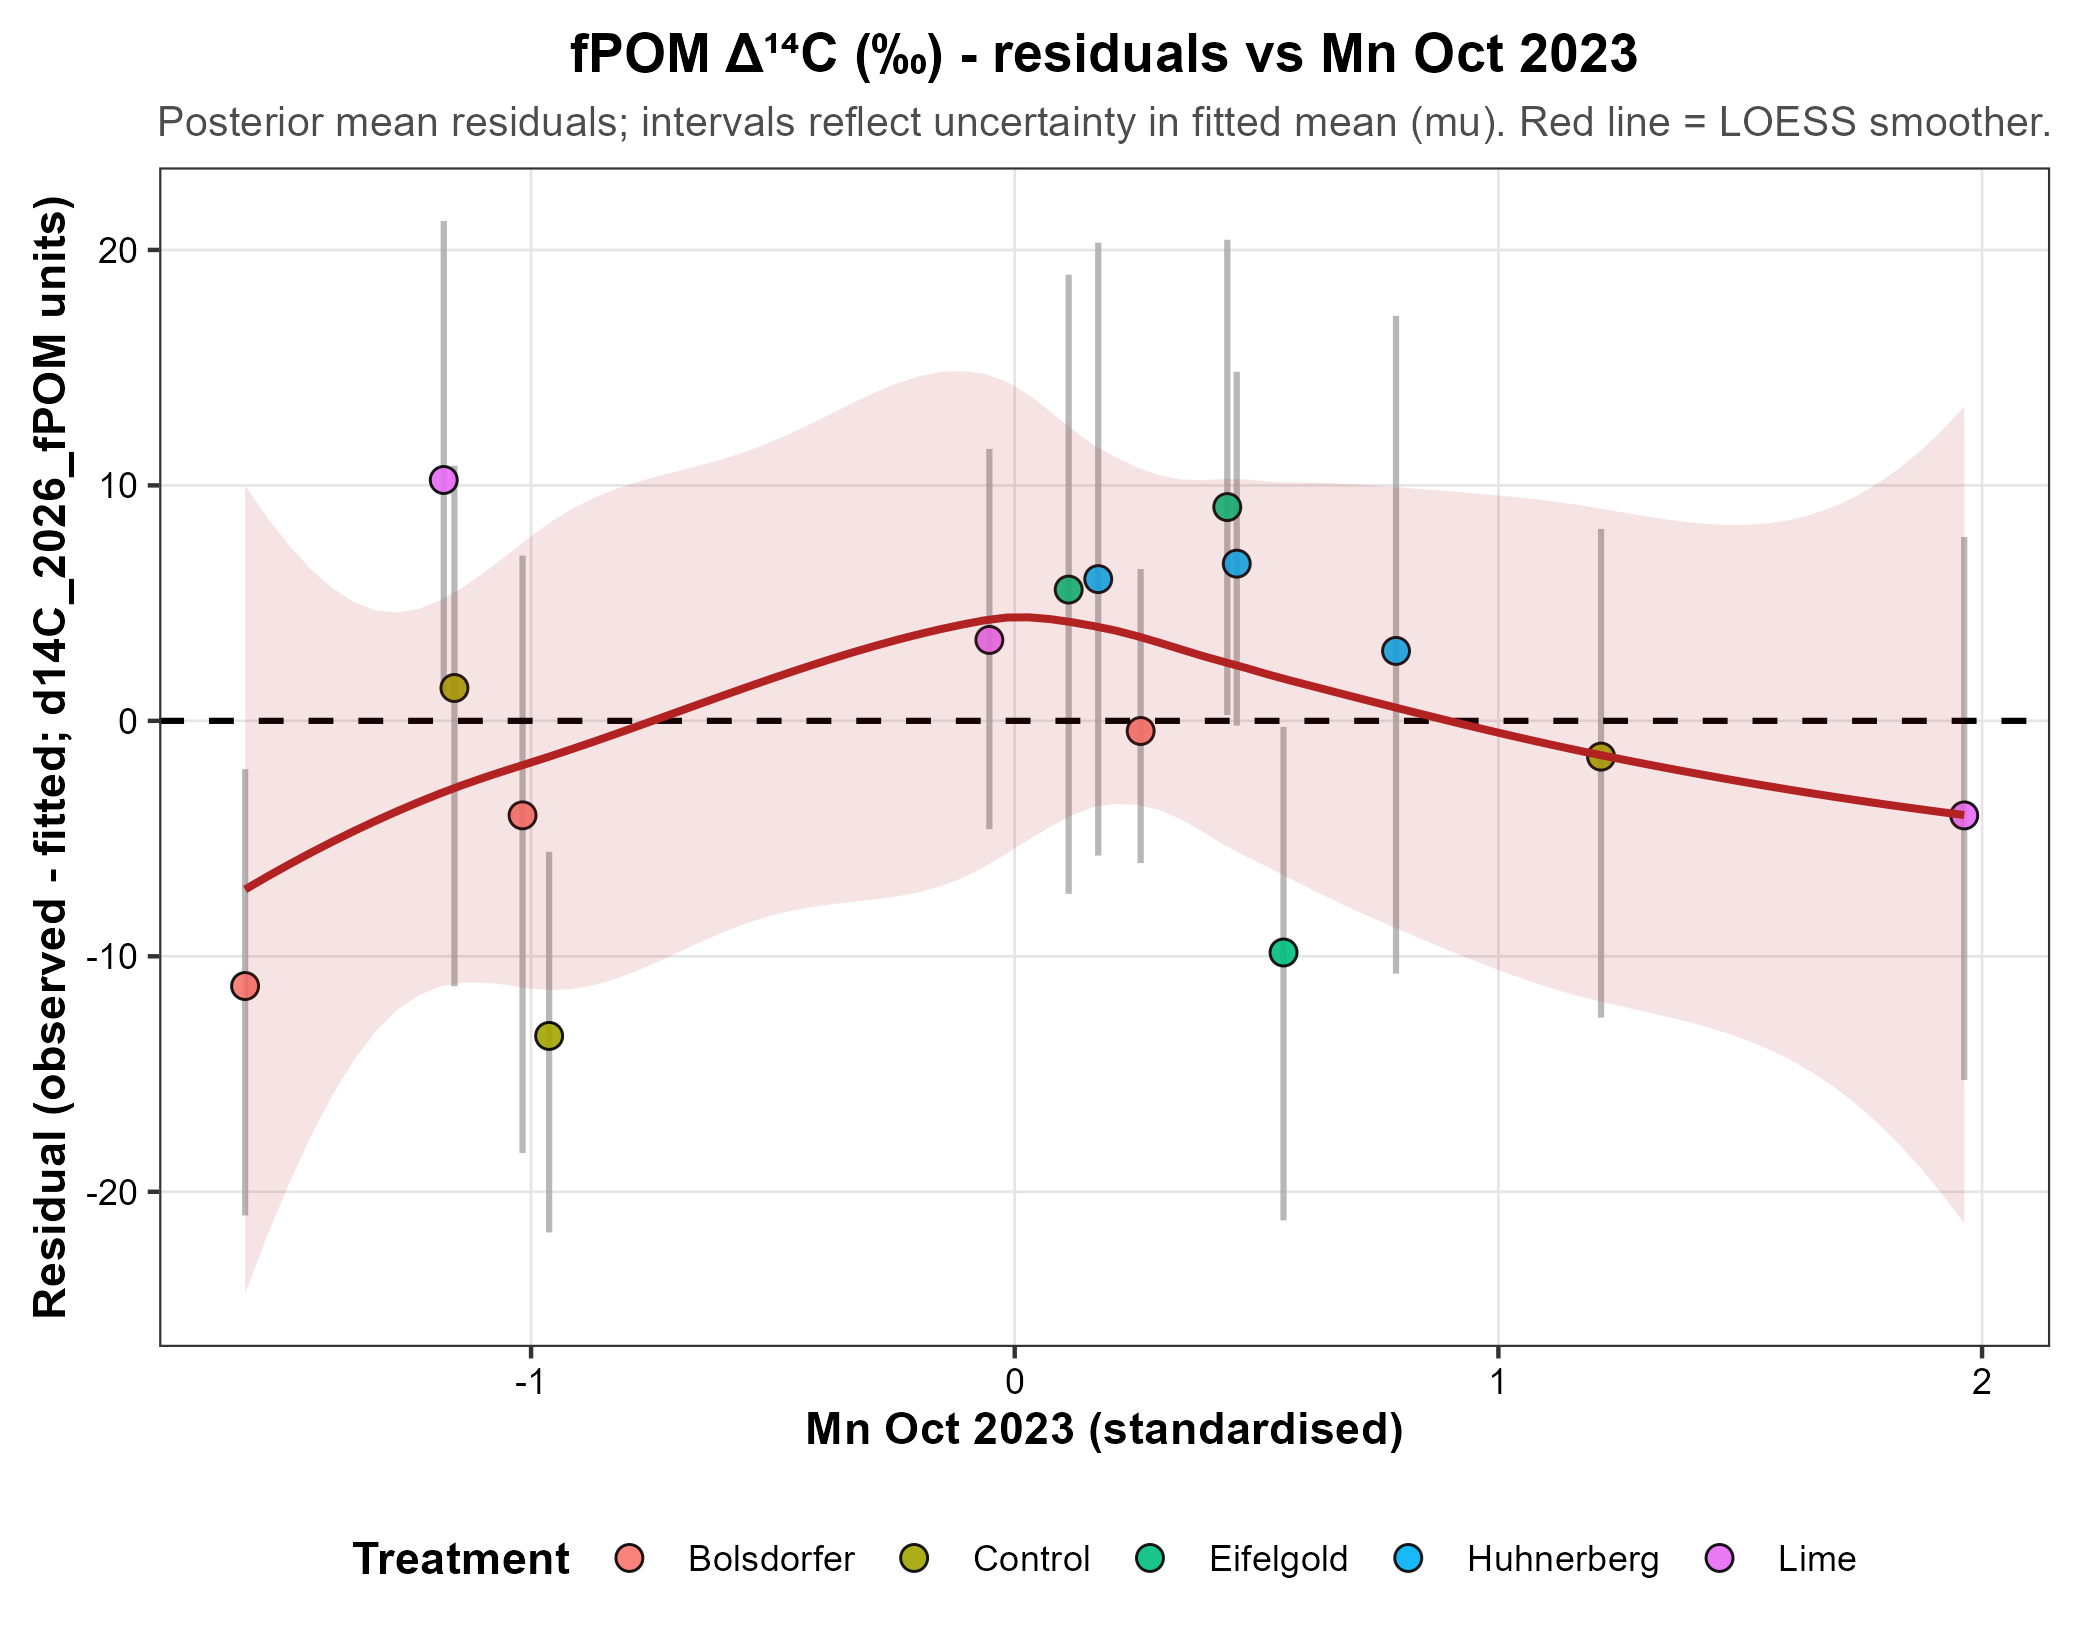 fPOM Δ¹⁴C (‰) - residuals vs Mn Oct 2023
Posterior mean residuals; intervals reflect uncertainty in fitted mean (mu). Red line = LOESS smoother.
Residual (observed - fitted; d14C_2026_fPOM units)
20
10
0
-10
-20
-1
0
1
2
Mn Oct 2023 (standardised)
Treatment Bolsdorfer Control Eifelgold Huhnerberg Lime